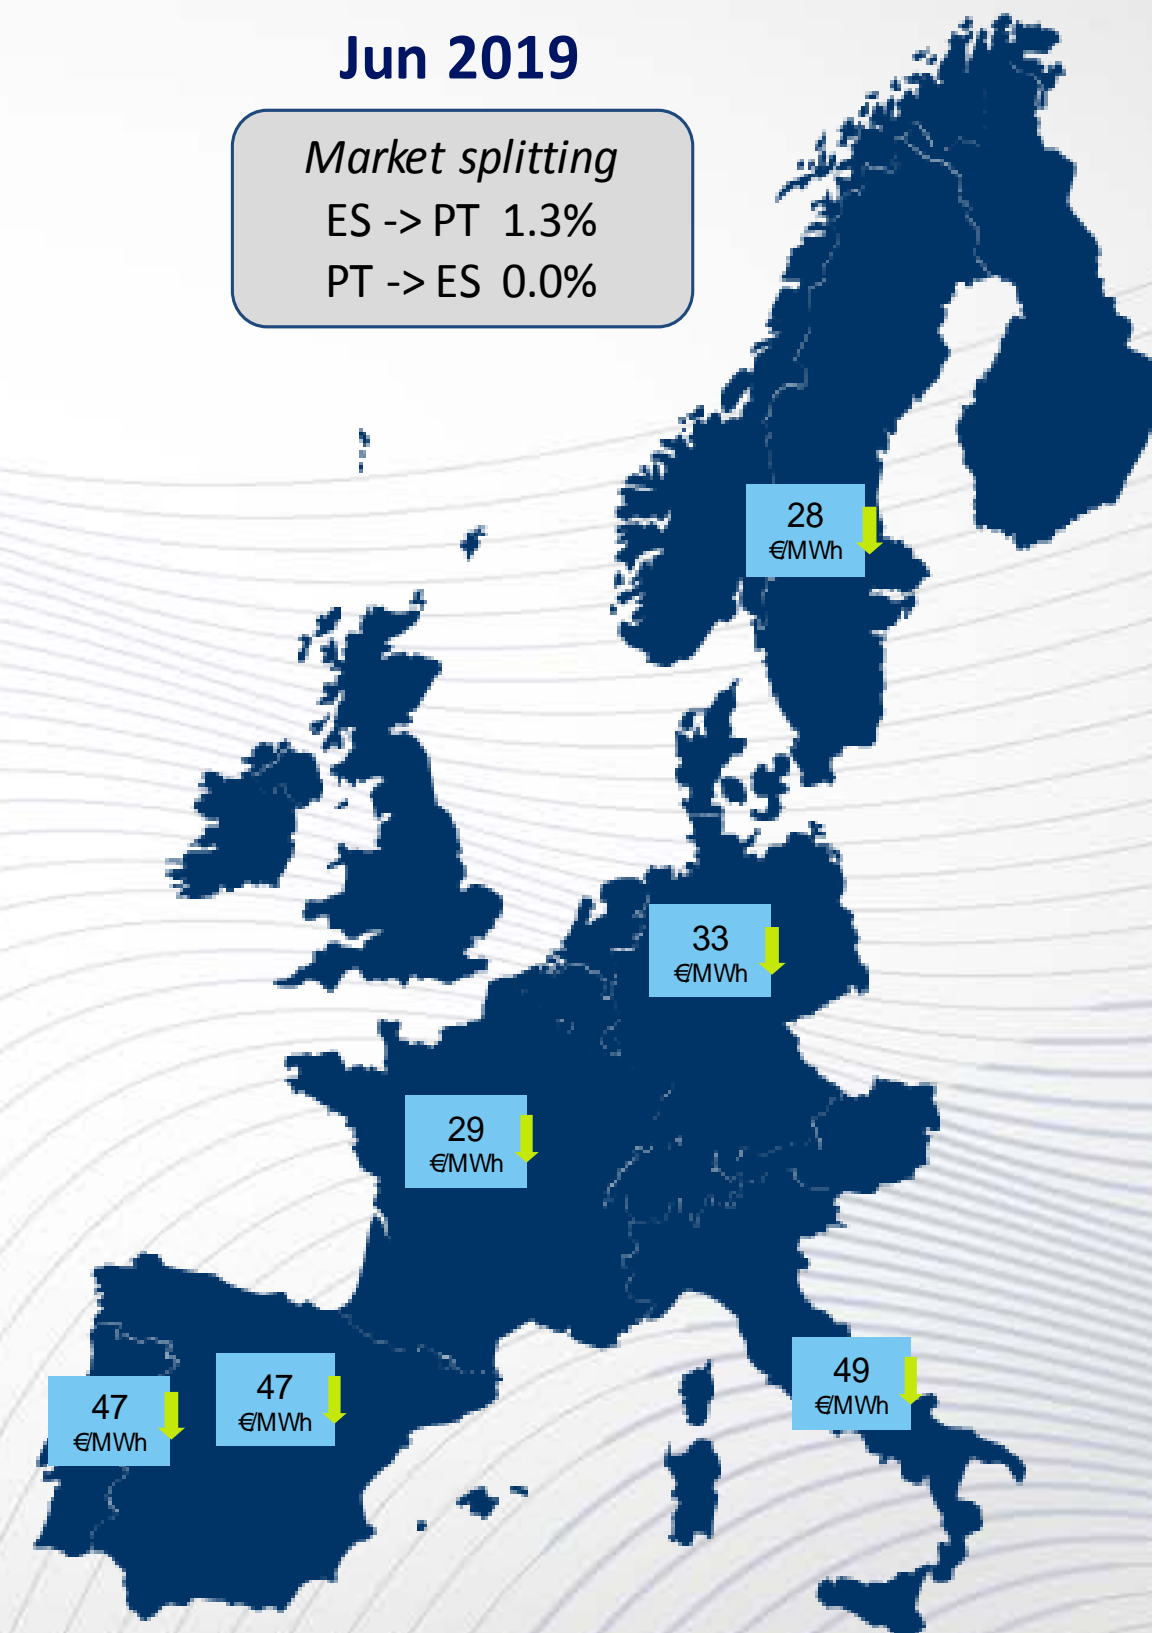 Jun 2019
Market splitting
ES -> PT 1.3%
PT -> ES 0.0%
28
€/MWh
33
€/MWh
29
€/MWh
47
€/MWh
47
€/MWh
49
€/MWh